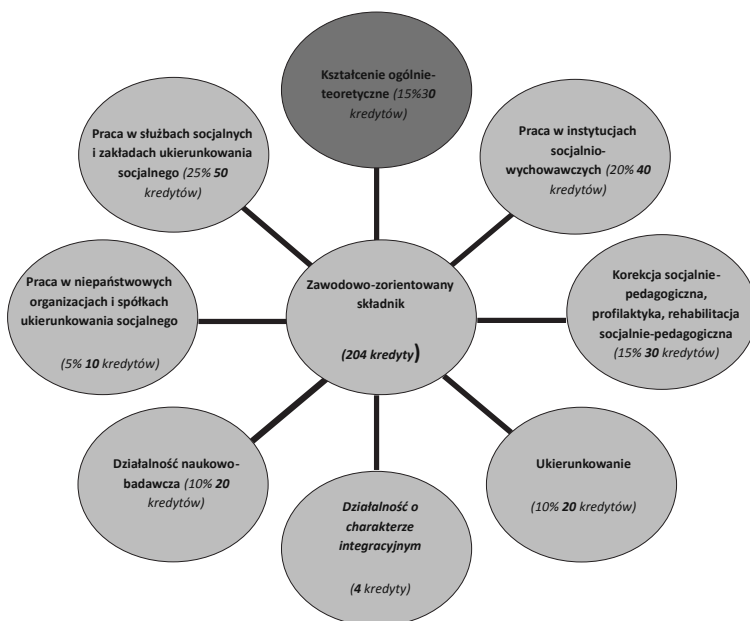 Kształcenie ogólnie-
teoretyczne (15%30
kredytów)
Praca w służbach socjalnych
i zakładach ukierunkowania
socjalnego (25% 50
kredytów)
Praca w instytucjach
socjalnio-
wychowawczych (20% 40
kredytów)
Praca w niepaństwowych
organizacjach i spółkach
ukierunkowania socjalnego
(5% 10 kredytów)
Zawodowo-zorientowany
składnik
(204 kredyty)
Korekcja socjalnie-
pedagogiczna,
profilaktyka, rehabilitacja
socjalnie-pedagogiczna
(15% 30 kredytów)
Działalność naukowo-
badawcza (10% 20
kredytów)
Działalność o
charakterze
integracyjnym
(4 kredyty)
Ukierunkowanie
(10% 20 kredytów)